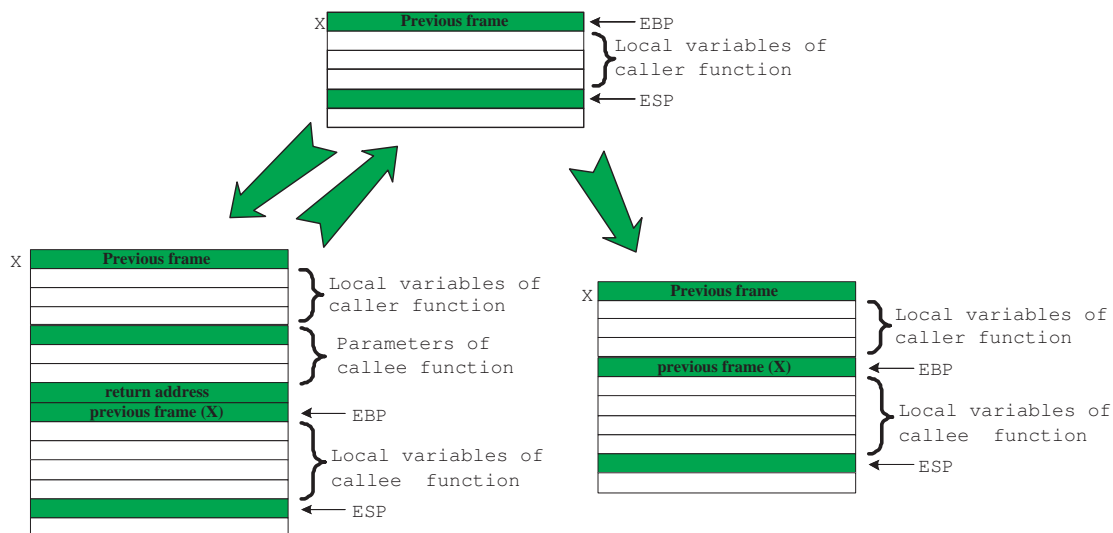 X
Previous frame
EBP
Local variables of
caller function
ESP
X
Previous frame
Local variables of
caller function
Parameters of
callee function
return address
previous frame (X)
EBP
Local variables of
callee function
ESP
X
Previous frame
Local variables of
caller function
previous frame (X)
EBP
Local variables of
callee function
ESP